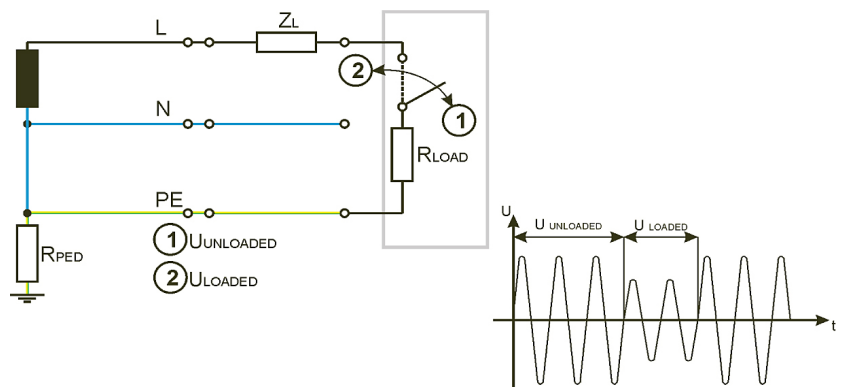 L
ZL
2
N
1
RLOAD
PE
1 UUNLOADED
RPED
2 ULOADED
U
U UNLOADED
U LOADED
t